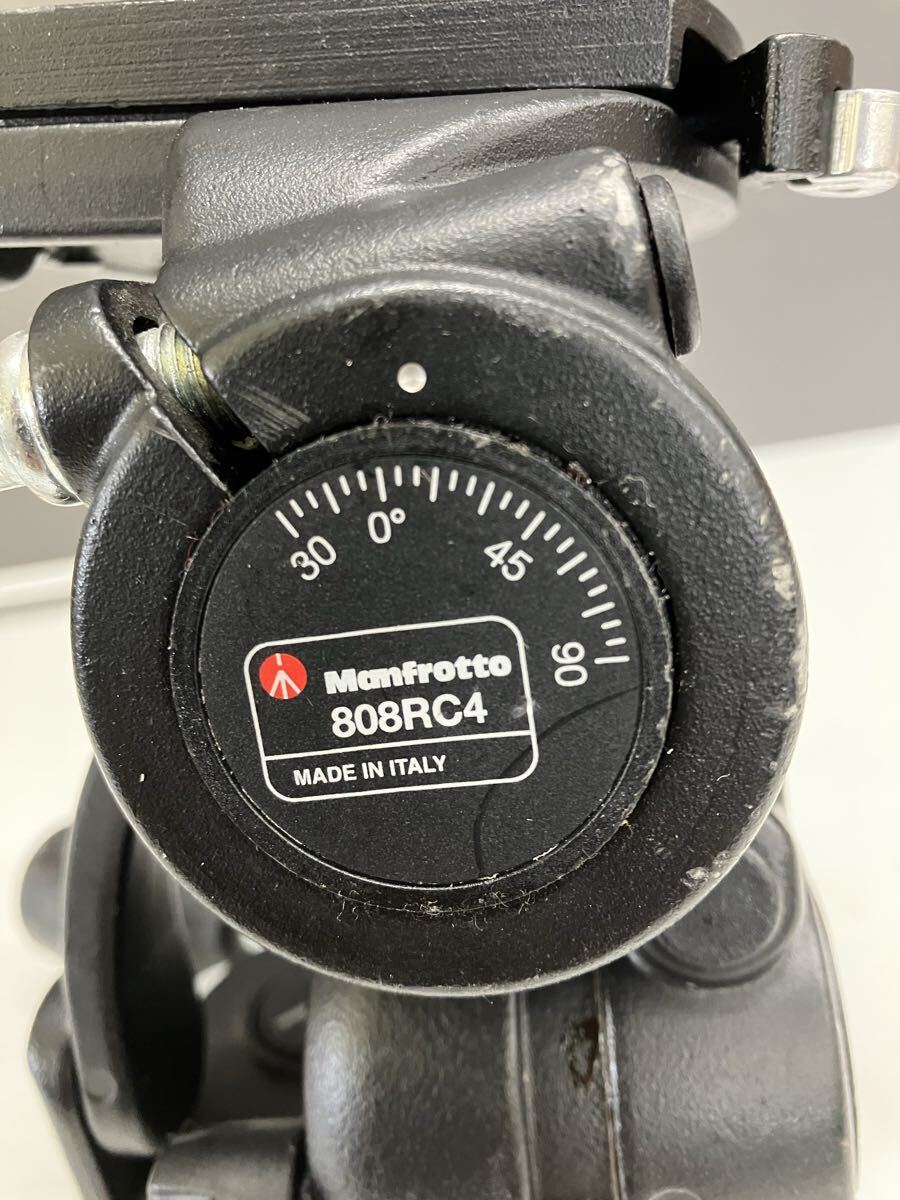 30 0° 45 90
Manfrotto
808RC4
MADE IN ITALY